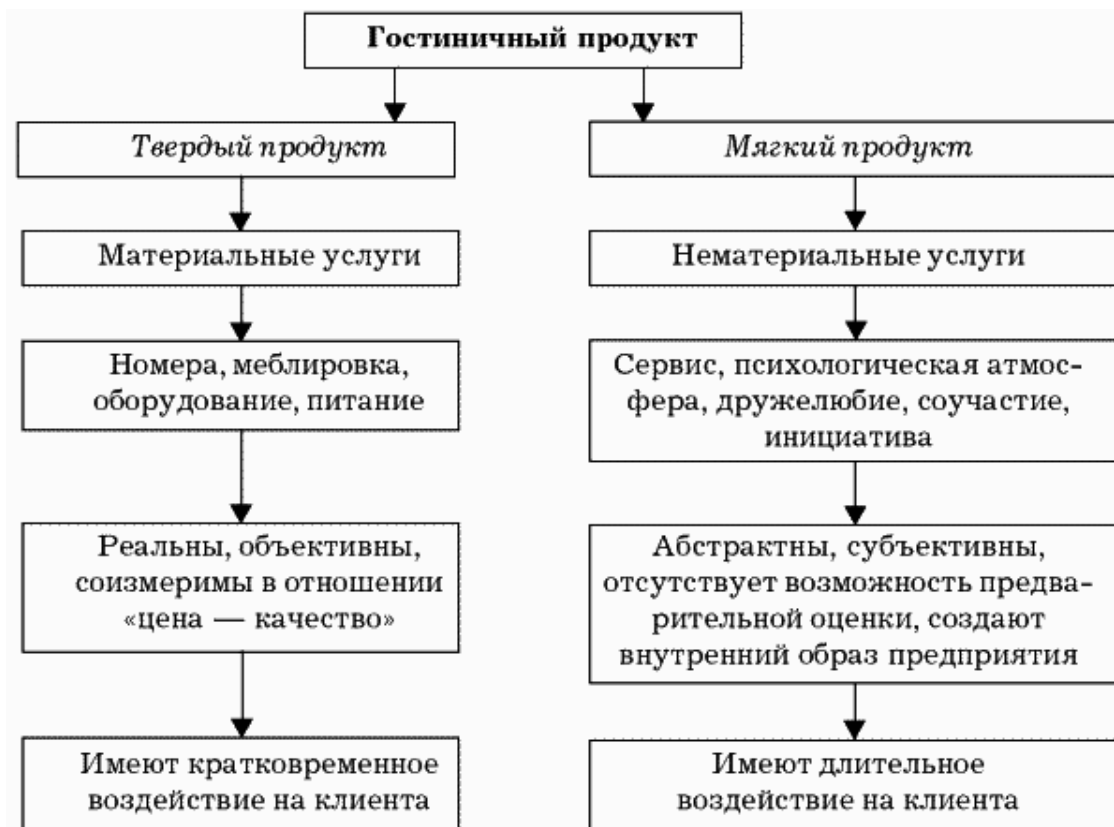 Гостиничный продукт
Твердый продукт
Материальные услуги
Номера, меблировка,
оборудование, питание
Реальны, объективны,
соизмеримы в отношении
«цена — качество»
Имеют кратковременное
воздействие на клиента
Мягкий продукт
Нематериальные услуги
Сервис, психологическая атмос-
фера, дружелюбие, соучастие,
инициатива
Абстрактны, субъективны,
отсутствует возможность предва-
рительной оценки, создают
внутренний образ предприятия
Имеют длительное
воздействие на клиента